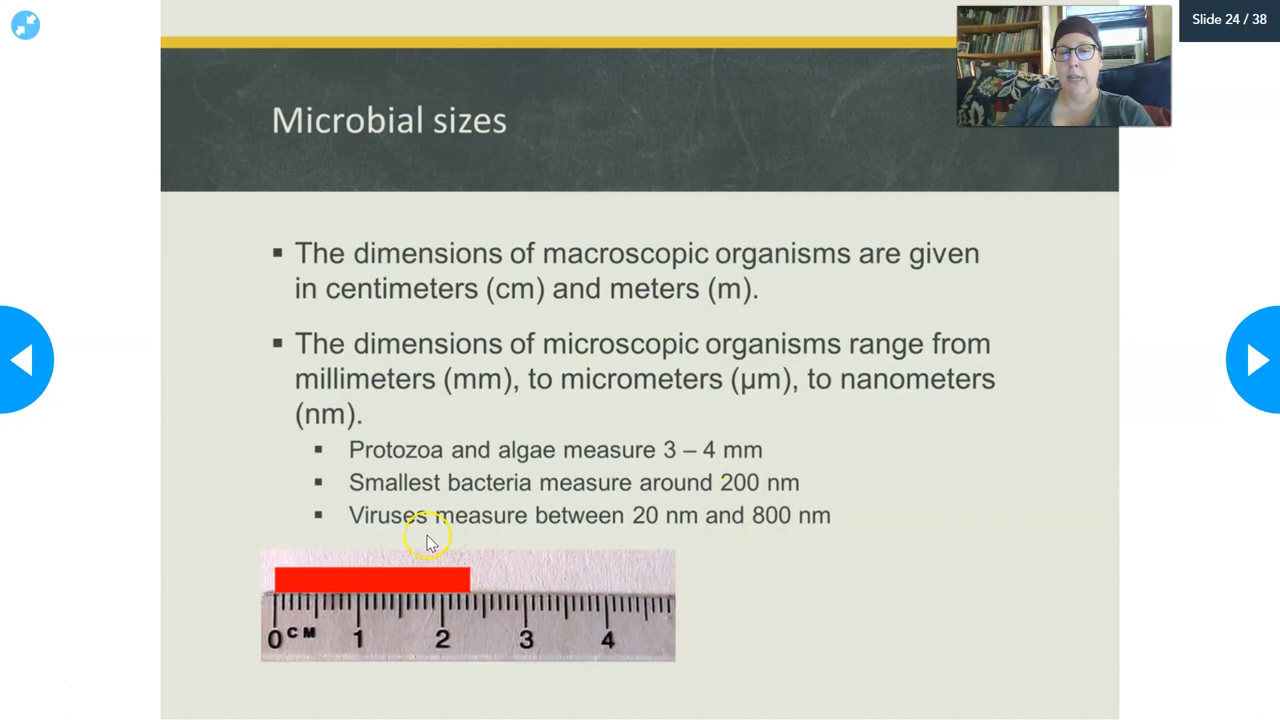 Slide 24 / 38
Microbial sizes
▪ The dimensions of macroscopic organisms are given
in centimeters (cm) and meters (m).
▪ The dimensions of microscopic organisms range from
millimeters (mm), to micrometers (μm), to nanometers
(nm).
▪ Protozoa and algae measure 3 – 4 mm
▪ Smallest bacteria measure around 200 nm
▪ Viruses measure between 20 nm and 800 nm
0 CM 1 2 3 4